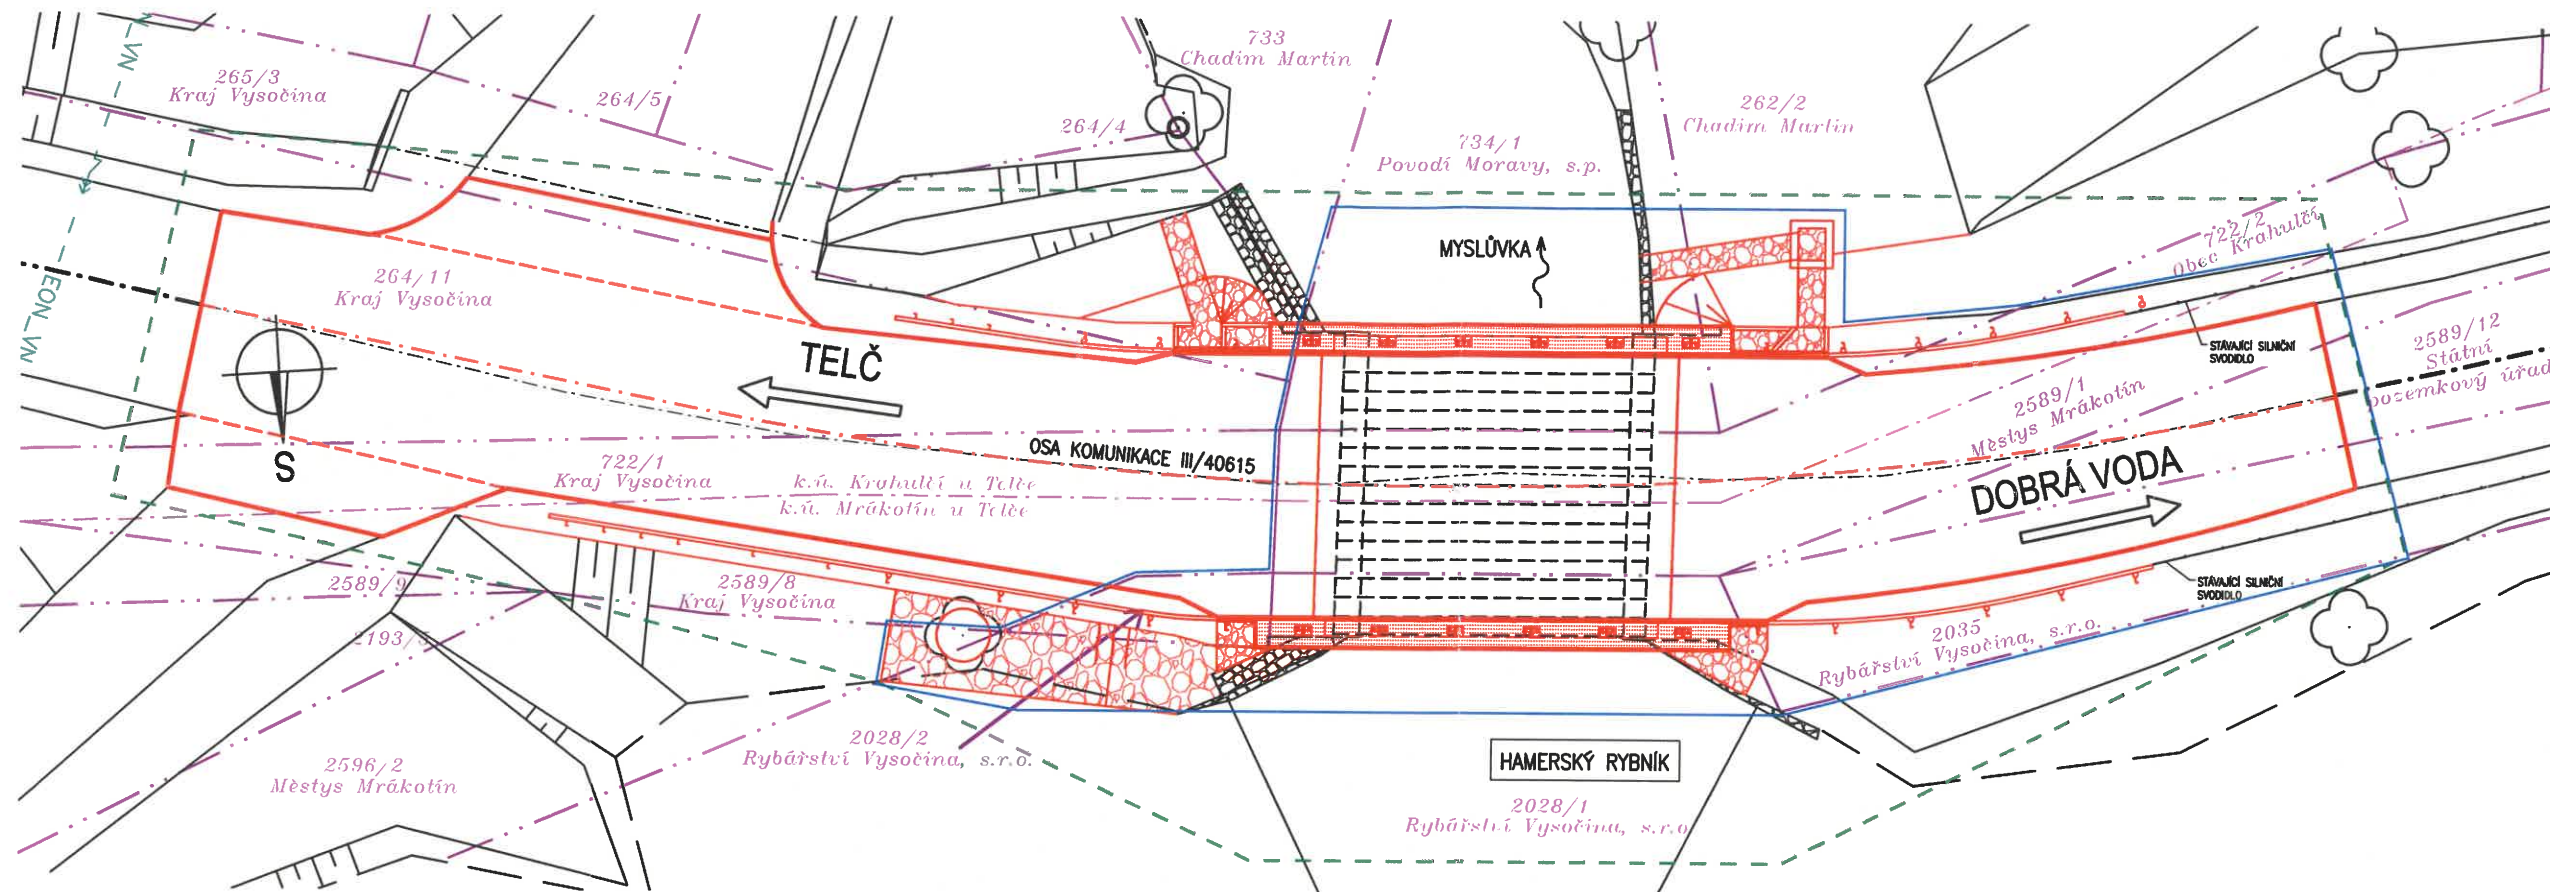 VN
265/3
Kraj Vysočina
264/5
733
Chadim Martin
264/4
734/1
Povodí Moravy, s.p.
262/2
Chadim Martin
MYSLŮVKA
722/2
Obec Krahulčí
264/11
Kraj Vysočina
EON_VN
TELČ
STÁVAJÍCÍ SILNIČNÍ
SVODIDLO
2589/12
Státní
pozemkový úřad
2589/1
Městys Mrákotín
OSA KOMUNIKACE III/40615
S
722/1
Kraj Vysočina
k.ú. Krahulčí u Telče
k.ú. Mrákotín u Telče
DOBRÁ VODA
2589/9
2589/8
Kraj Vysočina
STÁVAJÍCÍ SILNIČNÍ
SVODIDLO
2035
Rybářství Vysočina, s.r.o.
2028/2
Rybářství Vysočina, s.r.o.
2596/2
Městys Mrákotín
HAMERSKÝ RYBNÍK
2028/1
Rybářství Vysočina, s.r.o